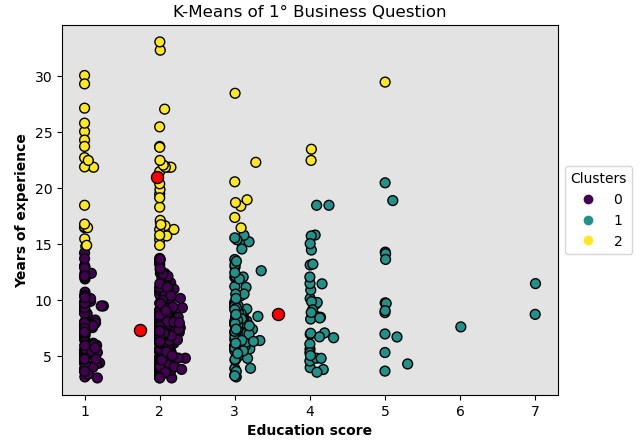 K-Means of 1° Business Question
Years of experience
30
25
20
15
10
5
1 2 3 4 5 6 7
Education score
Clusters
0
1
2